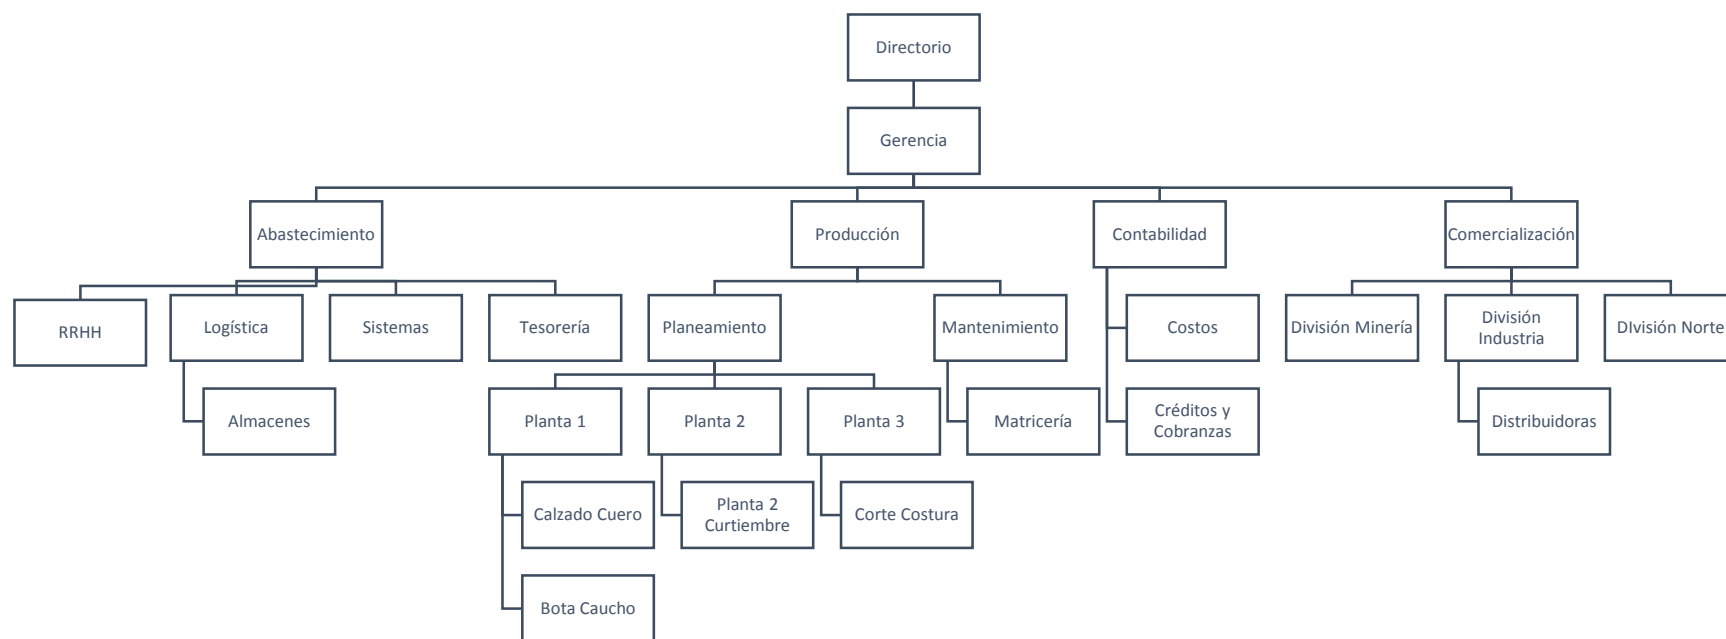 Directorio
Gerencia
Abastecimiento
Producción
Contabilidad
Comercialización
RRHH
Logística
Sistemas
Tesorería
Planeamiento
Mantenimiento
Costos
División Minería
División
Industria
DIvisión Norte
Almacenes
Planta 1
Planta 2
Planta 3
Matricería
Créditos y
Cobranzas
Distribuidoras
Calzado Cuero
Planta 2
Curtiembre
Corte Costura
Bota Caucho